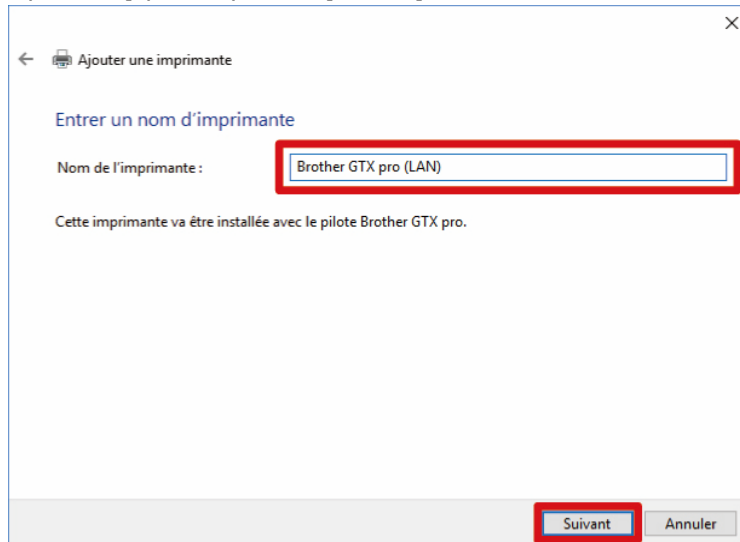 Ajouter une imprimante
Entrer un nom d'imprimante
Nom de l'imprimante : Brother GTX pro (LAN)
Cette imprimante va être installée avec le pilote Brother GTX pro.
Suivant Annuler